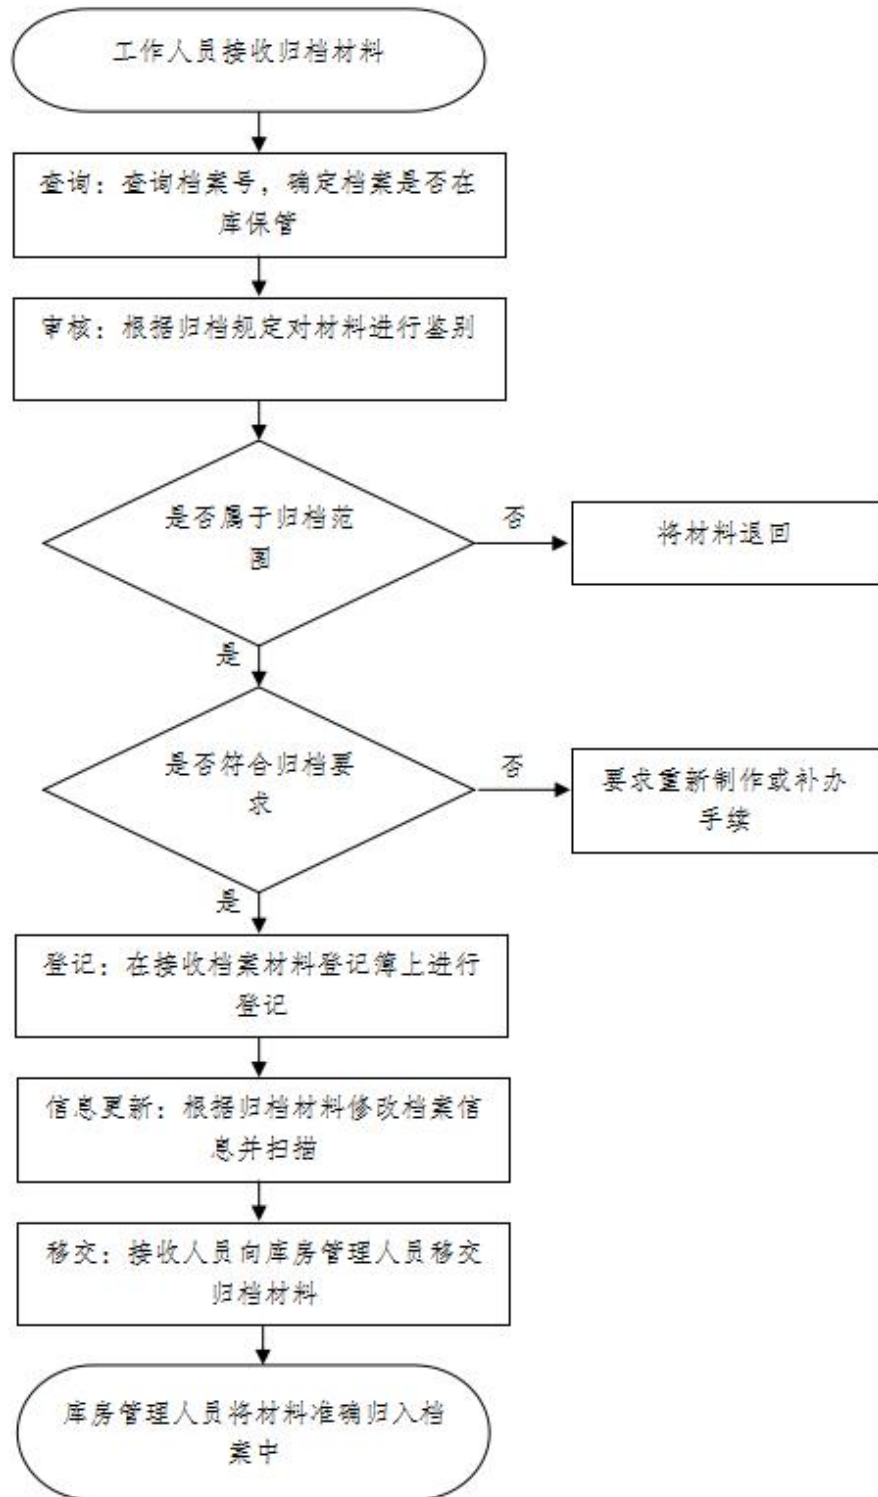 工作人员接收归档材料
查询：查询档案号，确定档案是否在
库保管
审核：根据归档规定对材料进行鉴别
是否属于归档范
围
否
将材料退回
是
是否符合归档要
求
否
要求重新制作或补办
手续
是
登记：在接收档案材料登记簿上进行
登记
信息更新：根据归档材料修改档案信
息并扫描
移交：接收人员向库房管理人员移交
归档材料
库房管理人员将材料准确归入档
案中